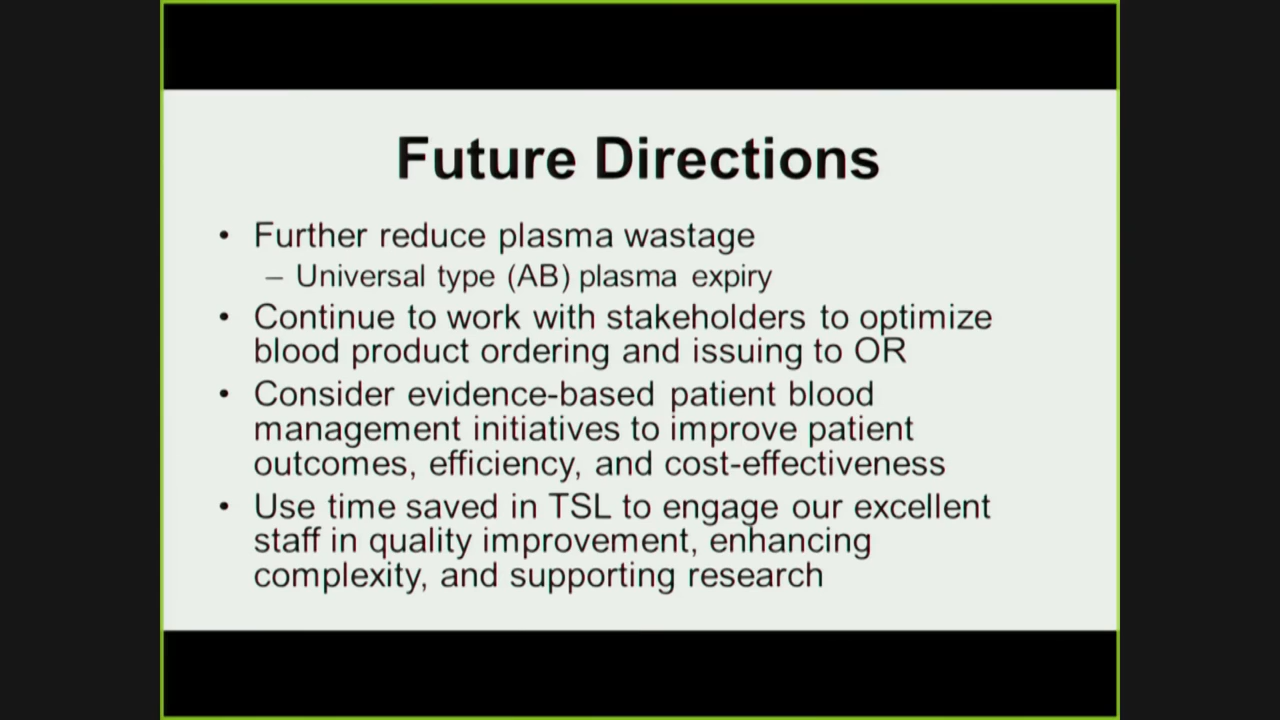 Future Directions
• Further reduce plasma wastage
– Universal type (AB) plasma expiry
• Continue to work with stakeholders to optimize
blood product ordering and issuing to OR
• Consider evidence-based patient blood
management initiatives to improve patient
outcomes, efficiency, and cost-effectiveness
• Use time saved in TSL to engage our excellent
staff in quality improvement, enhancing
complexity, and supporting research